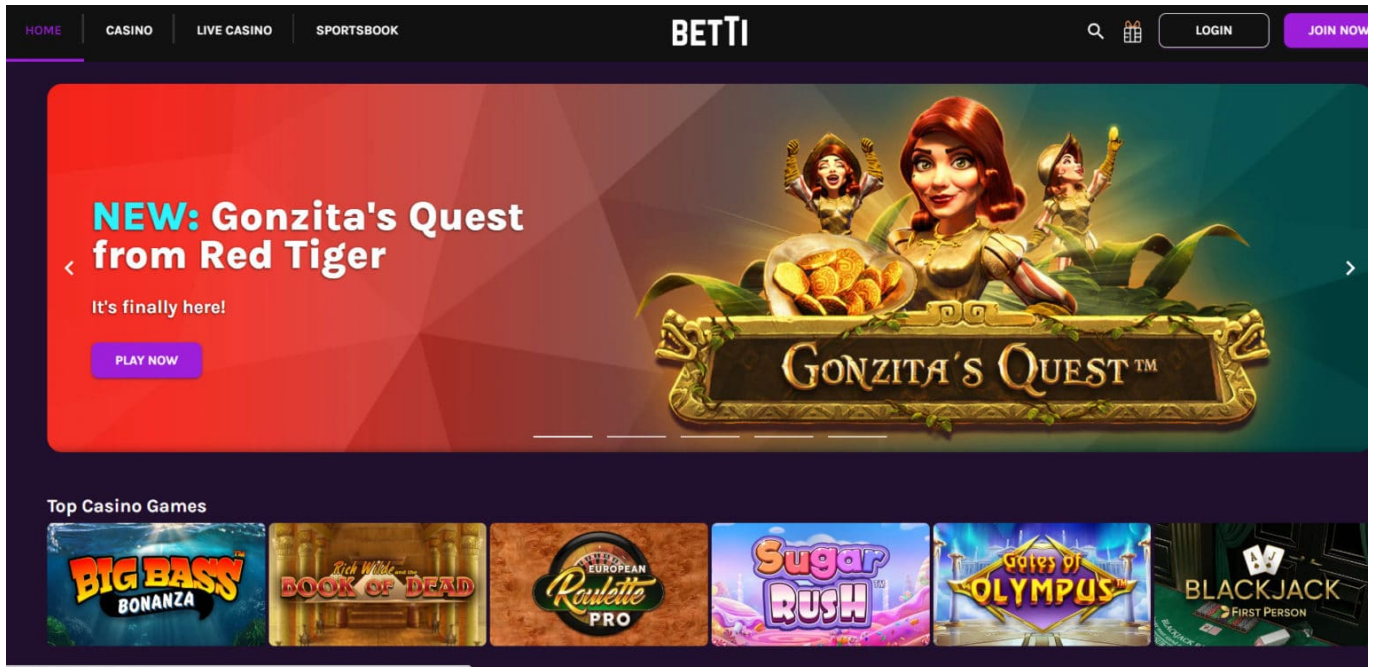 HOME
CASINO
LIVE CASINO
SPORTSBOOK
BETTI
LOGIN
JOIN NOW
NEW: Gonzita's Quest
from Red Tiger
It's finally here!
PLAY NOW
GONZITA'S QUEST™
Top Casino Games
BIG BASS
BONANZA
Rich Wilde and the
BOOK OF DEAD
EUROPEAN
Roulette
PRO
Sugar
RUSH™
Gates of
OLYMPUS™
A J
BLACKJACK
FIRST PERSON